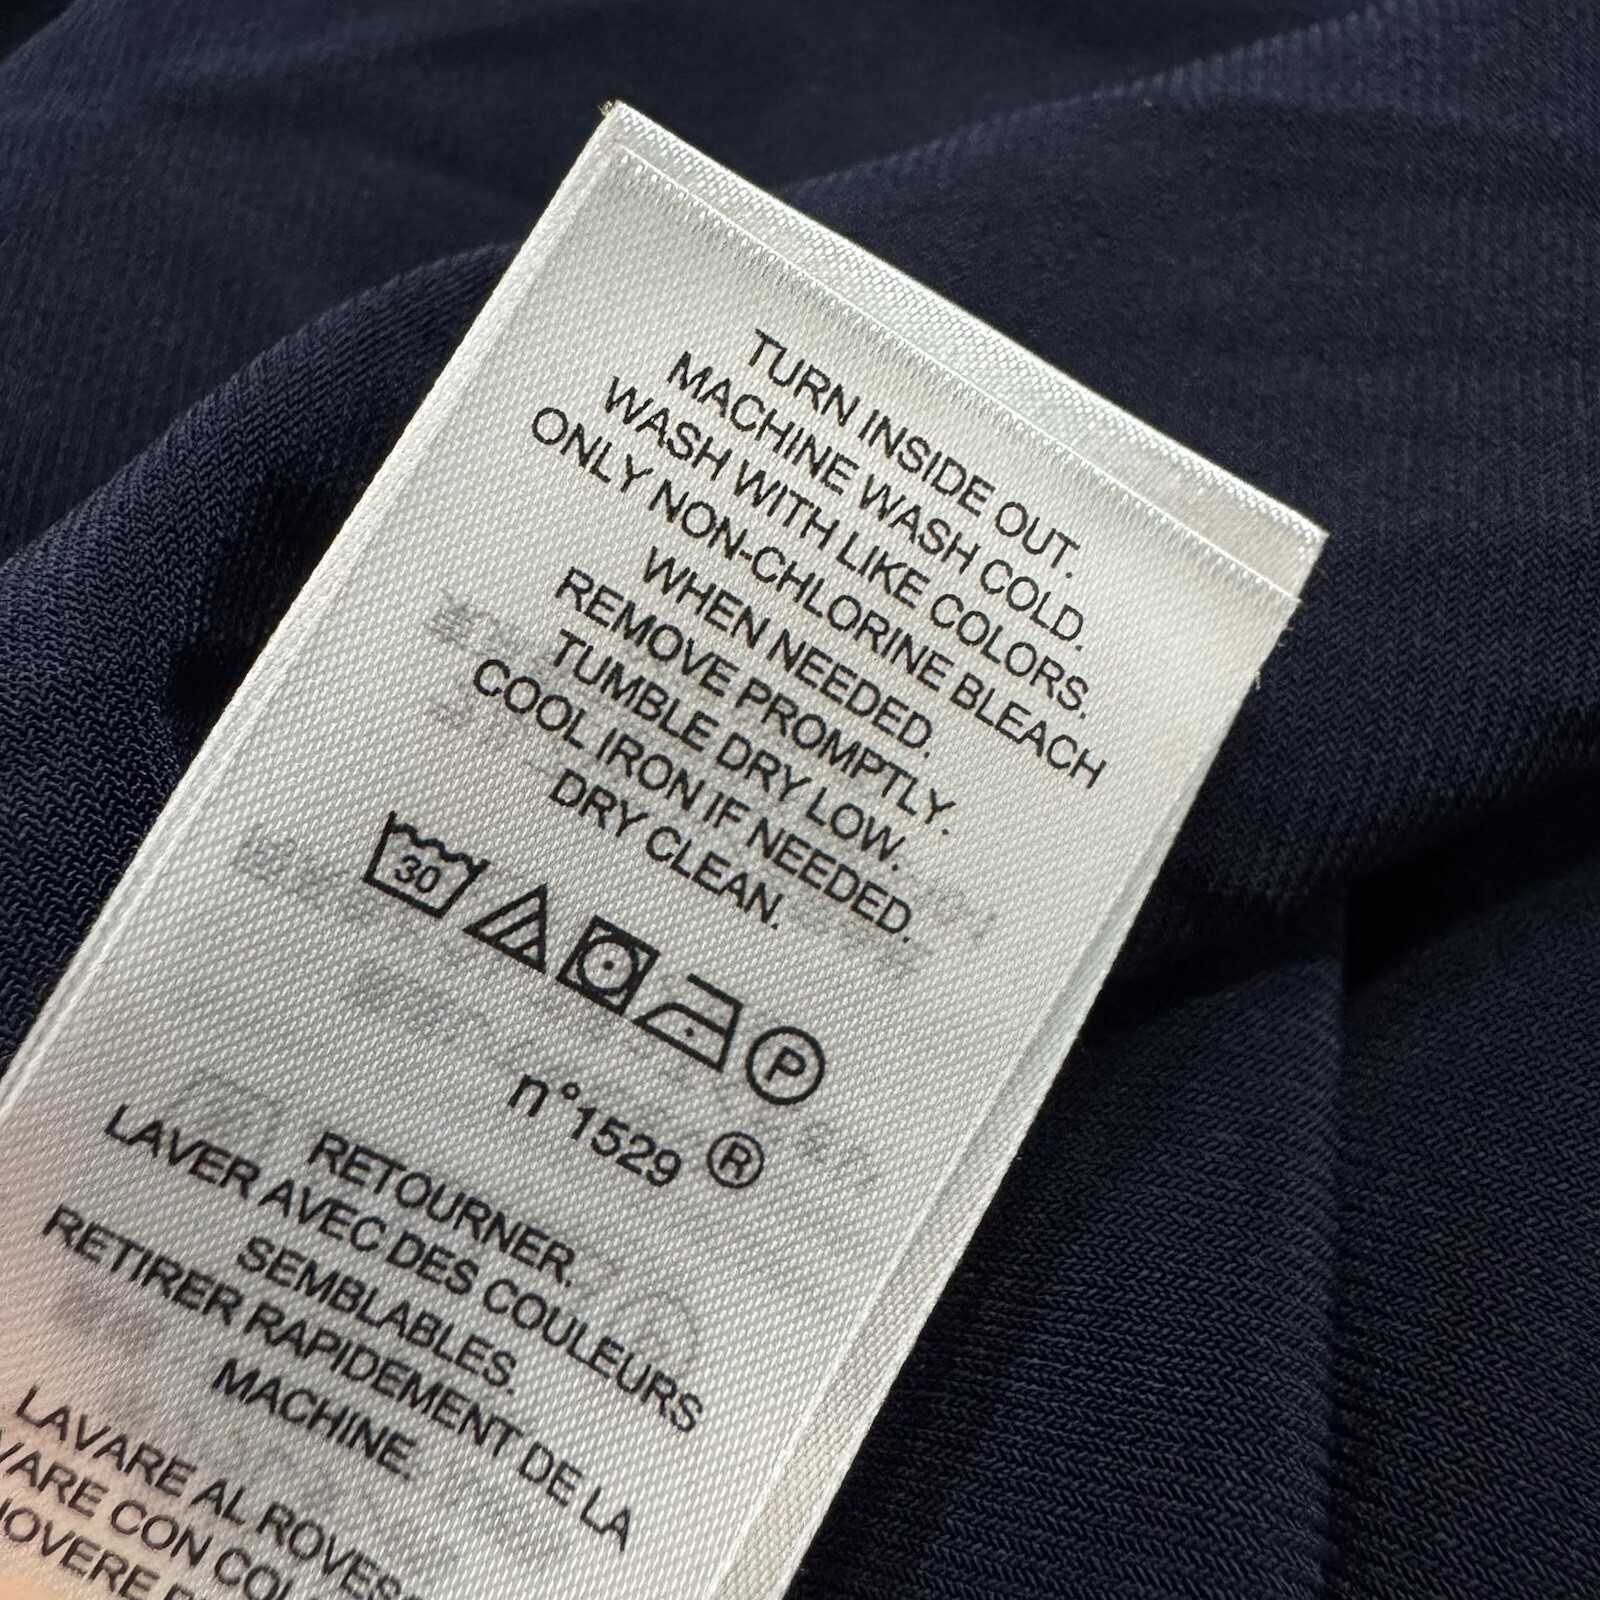 TURN INSIDE OUT.
MACHINE WASH COLD.
WASH WITH LIKE COLORS.
ONLY NON-CHLORINE BLEACH
WHEN NEEDED.
REMOVE PROMPTLY.
TUMBLE DRY LOW.
COOL IRON IF NEEDED.
DRY CLEAN.
30
P
n°1529 ®
RETOURNER.
LAVER AVEC DES COULEURS
SEMBLABLES.
RETIRER RAPIDEMENT DE LA
MACHINE.
LAVARE AL
CON